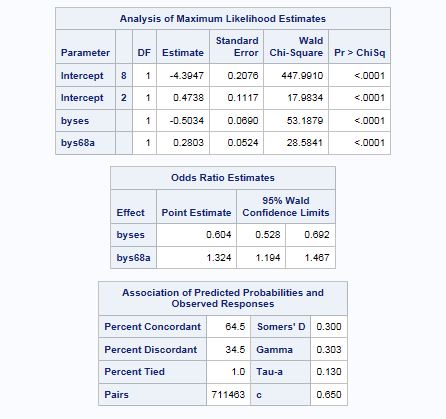 Analysis of Maximum Likelihood Estimates
Parameter DF Estimate Standard Error Wald Chi-Square Pr > ChiSq
Intercept 8 1 -4.3947 0.2076 447.9910 <.0001
Intercept 2 1 0.4738 0.1117 17.9834 <.0001
byses 1 -0.5034 0.0690 53.1879 <.0001
bys68a 1 0.2803 0.0524 28.5841 <.0001
Odds Ratio Estimates
Effect Point Estimate 95% Wald Confidence Limits
byses 0.604 0.528 0.692
bys68a 1.324 1.194 1.467
Association of Predicted Probabilities and
Observed Responses
Percent Concordant 64.5 Somers' D 0.300
Percent Discordant 34.5 Gamma 0.303
Percent Tied 1.0 Tau-a 0.130
Pairs 711463 c 0.650